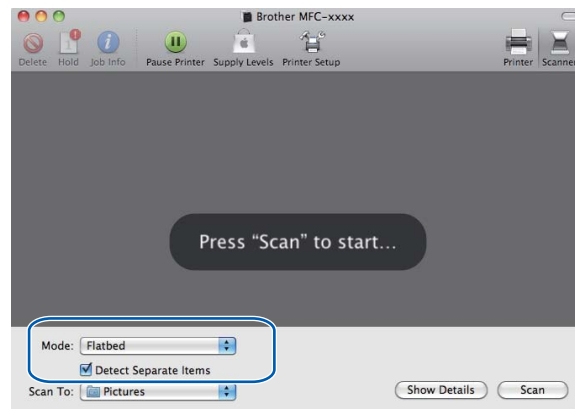 Brother MFC-xxxx
Delete Hold Job Info Pause Printer Supply Levels Printer Setup Printer Scanner
Press “Scan” to start...
Mode: Flatbed
Detect Separate Items
Scan To: Pictures Show Details Scan